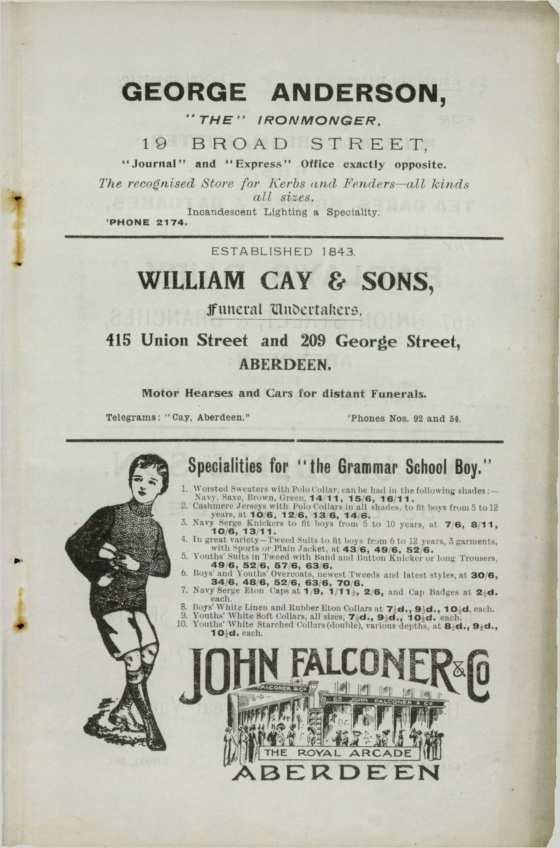 GEORGE ANDERSON,
"THE" IRONMONGER,
19 BROAD STREET,
"Journal" and "Express" Office exactly opposite.
The recognised Store for Kerbs and Fenders—all kinds
all sizes.
Incandescent Lighting a Speciality.
'PHONE 2174.
ESTABLISHED 1843.
WILLIAM CAY & SONS,
Funeral Undertakers,
415 Union Street and 209 George Street,
ABERDEEN.
Motor Hearses and Cars for distant Funerals.
Telegrams: "Cay, Aberdeen." 'Phones Nos. 92 and 54.
Specialities for "the Grammar School Boy."
1. Worsted Sweaters with Polo Collar, can be had in the following shades:—
Navy, Saxe, Brown, Green, 14/11, 15/6, 16/11.
2. Cashmere Jerseys with Polo Collars in all shades, to fit boys from 5 to 12
years, at 10/6, 12/6, 13/6, 14/6.
3. Navy Serge Knickers to fit boys from 5 to 10 years, at 7/6, 8/11,
10/6, 13/11.
4. In great variety—Tweed Suits to fit boys from 6 to 12 years, 3 garments,
with Sports or Plain Jacket, at 43/6, 49/6, 52/6.
5. Youths' Suits in Tweed with Band and Button Knicker or long Trousers,
49/6, 52/6, 57/6, 63/6.
6. Boys' and Youths' Overcoats, newest Tweeds and latest styles, at 30/6,
34/6, 48/6, 52/6, 63/6, 70/6.
7. Navy Serge Eton Caps at 1/9, 1/11½, 2/6, and Cap Badges at 2½d.
each.
8. Boys' White Linen and Rubber Eton Collars at 7½d., 9½d., 10½d. each.
9. Youths' White Soft Collars, all sizes, 7½d., 9½d., 10½d. each.
10. Youths' White Starched Collars (double), various depths, at 8½d., 9½d.,
10½d. each.
JOHN FALCONER & Co
FALCONER & Co
JOHN FALCONER & Co
THE ROYAL ARCADE
ABERDEEN